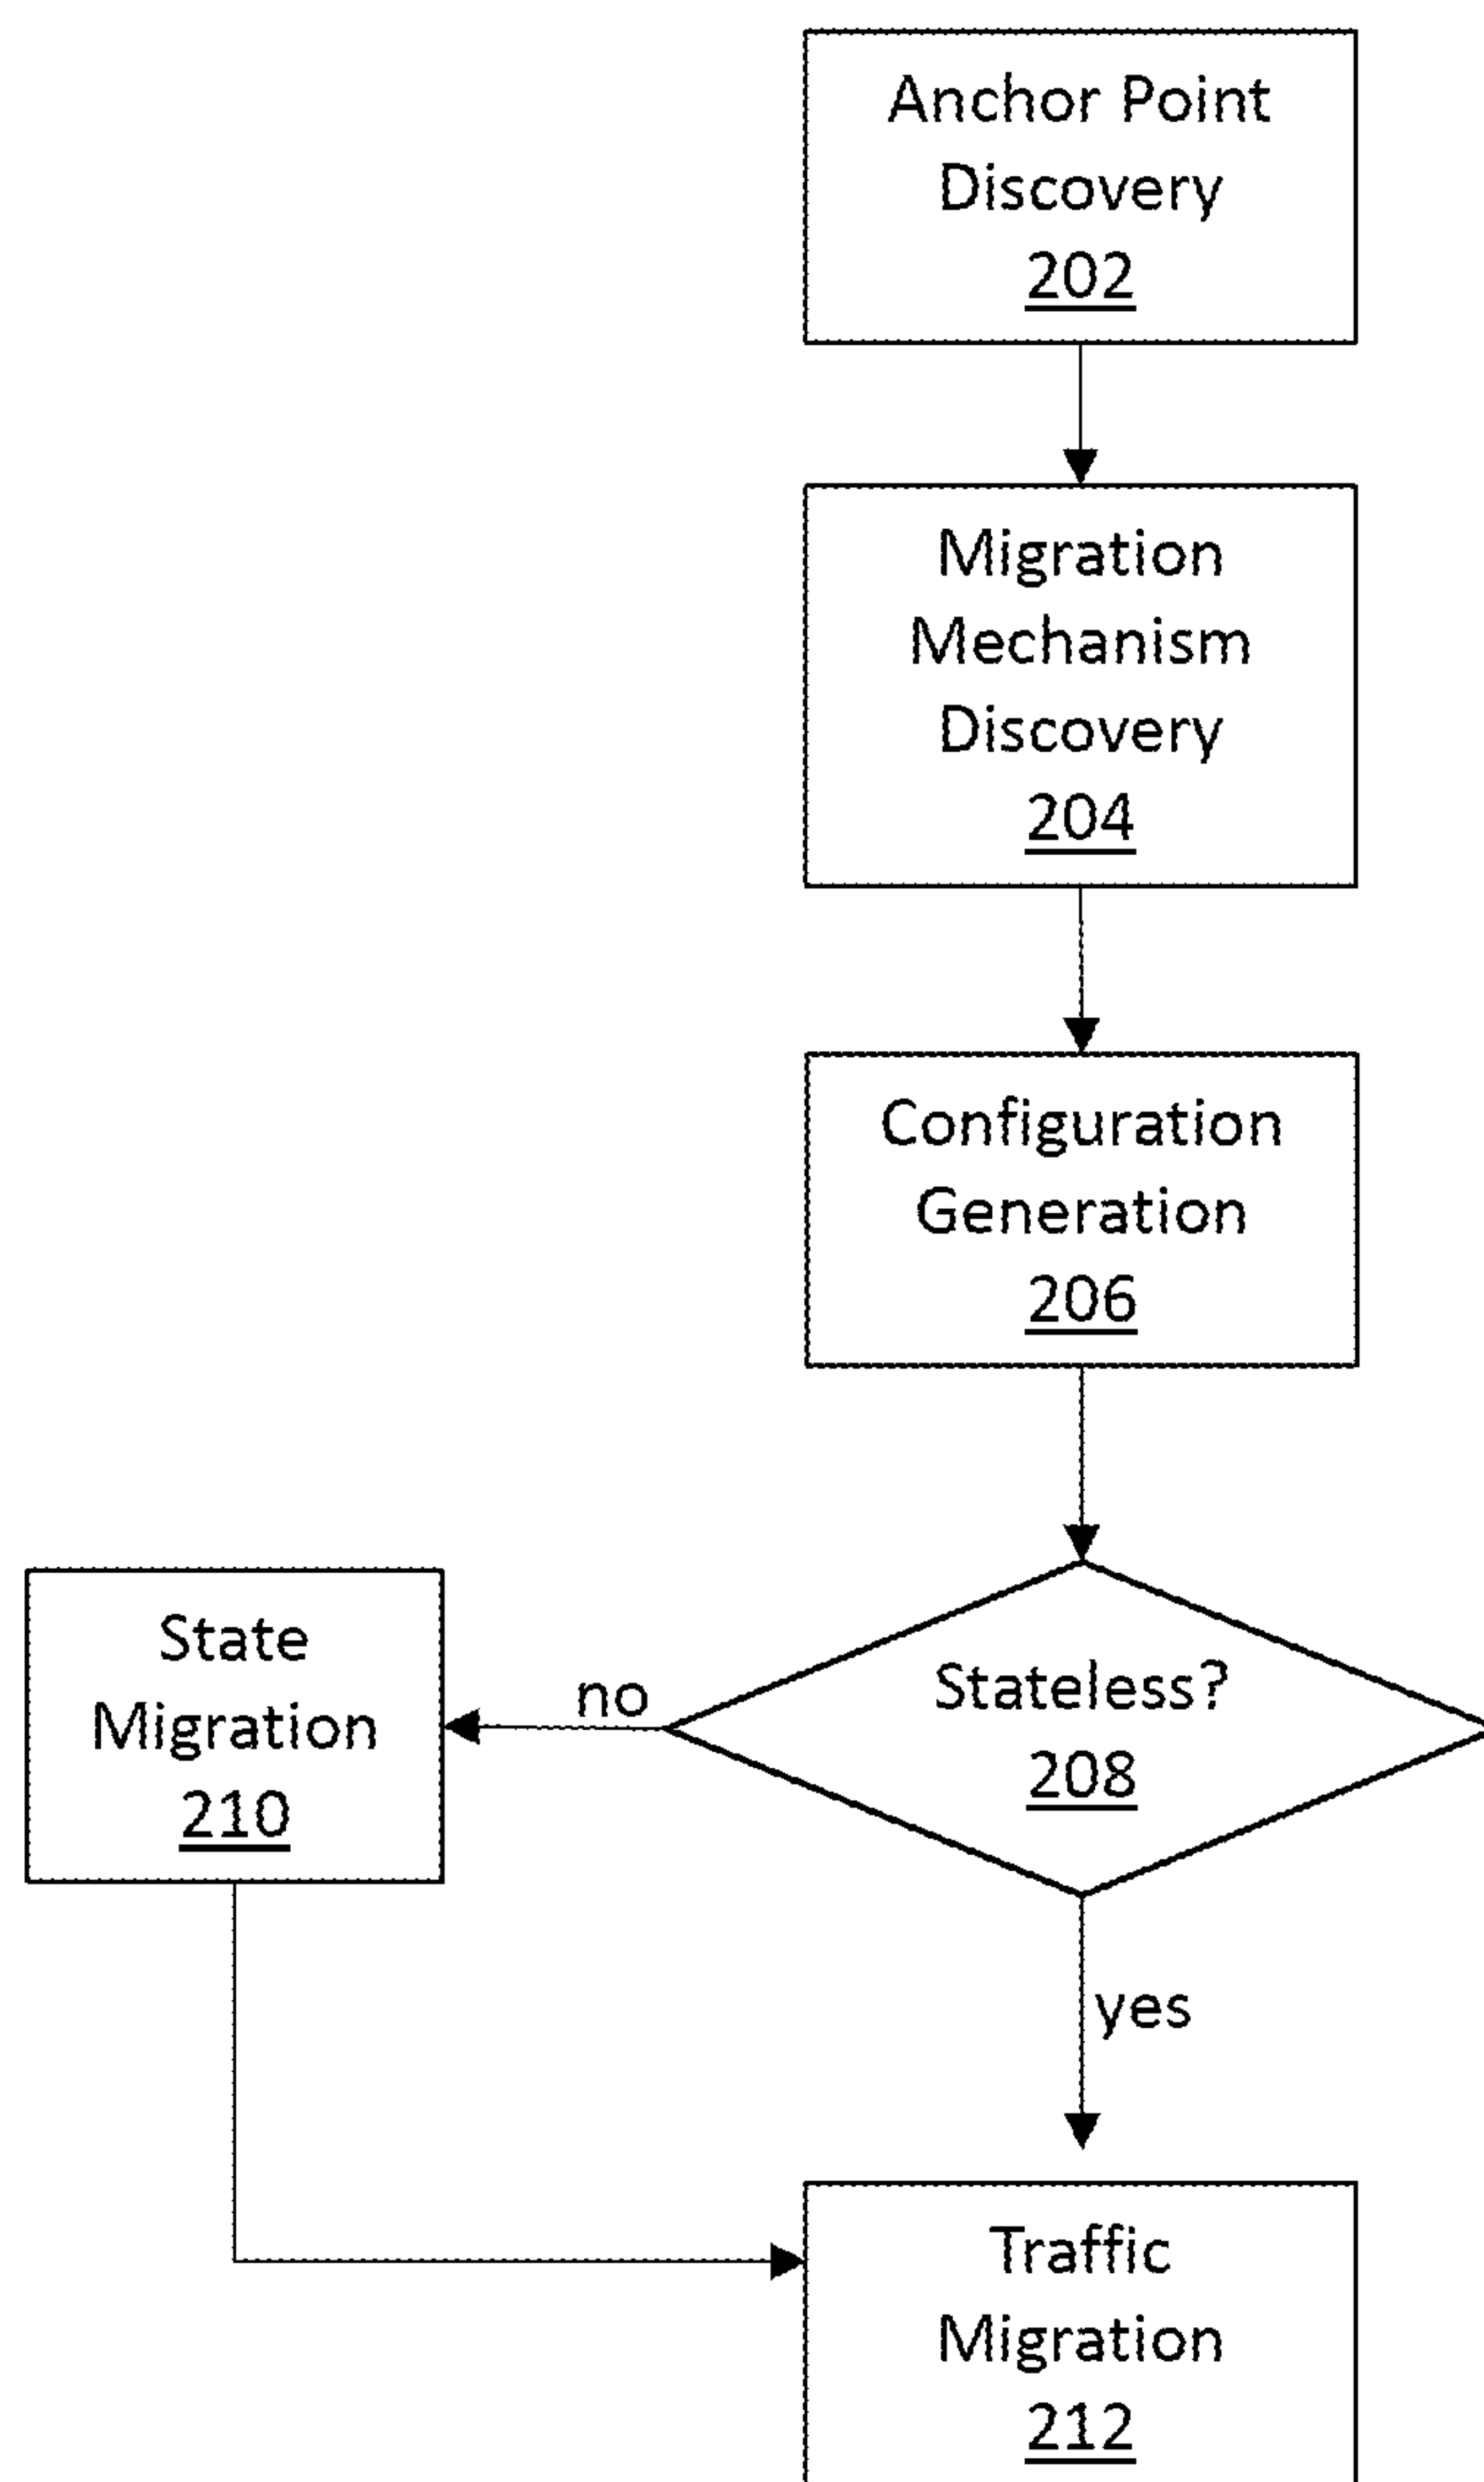 Anchor Point
Discovery
202
Migration
Mechanism
Discovery
204
Configuration
Generation
206
Stateless?
208
no
State
Migration
210
yes
Traffic
Migration
212